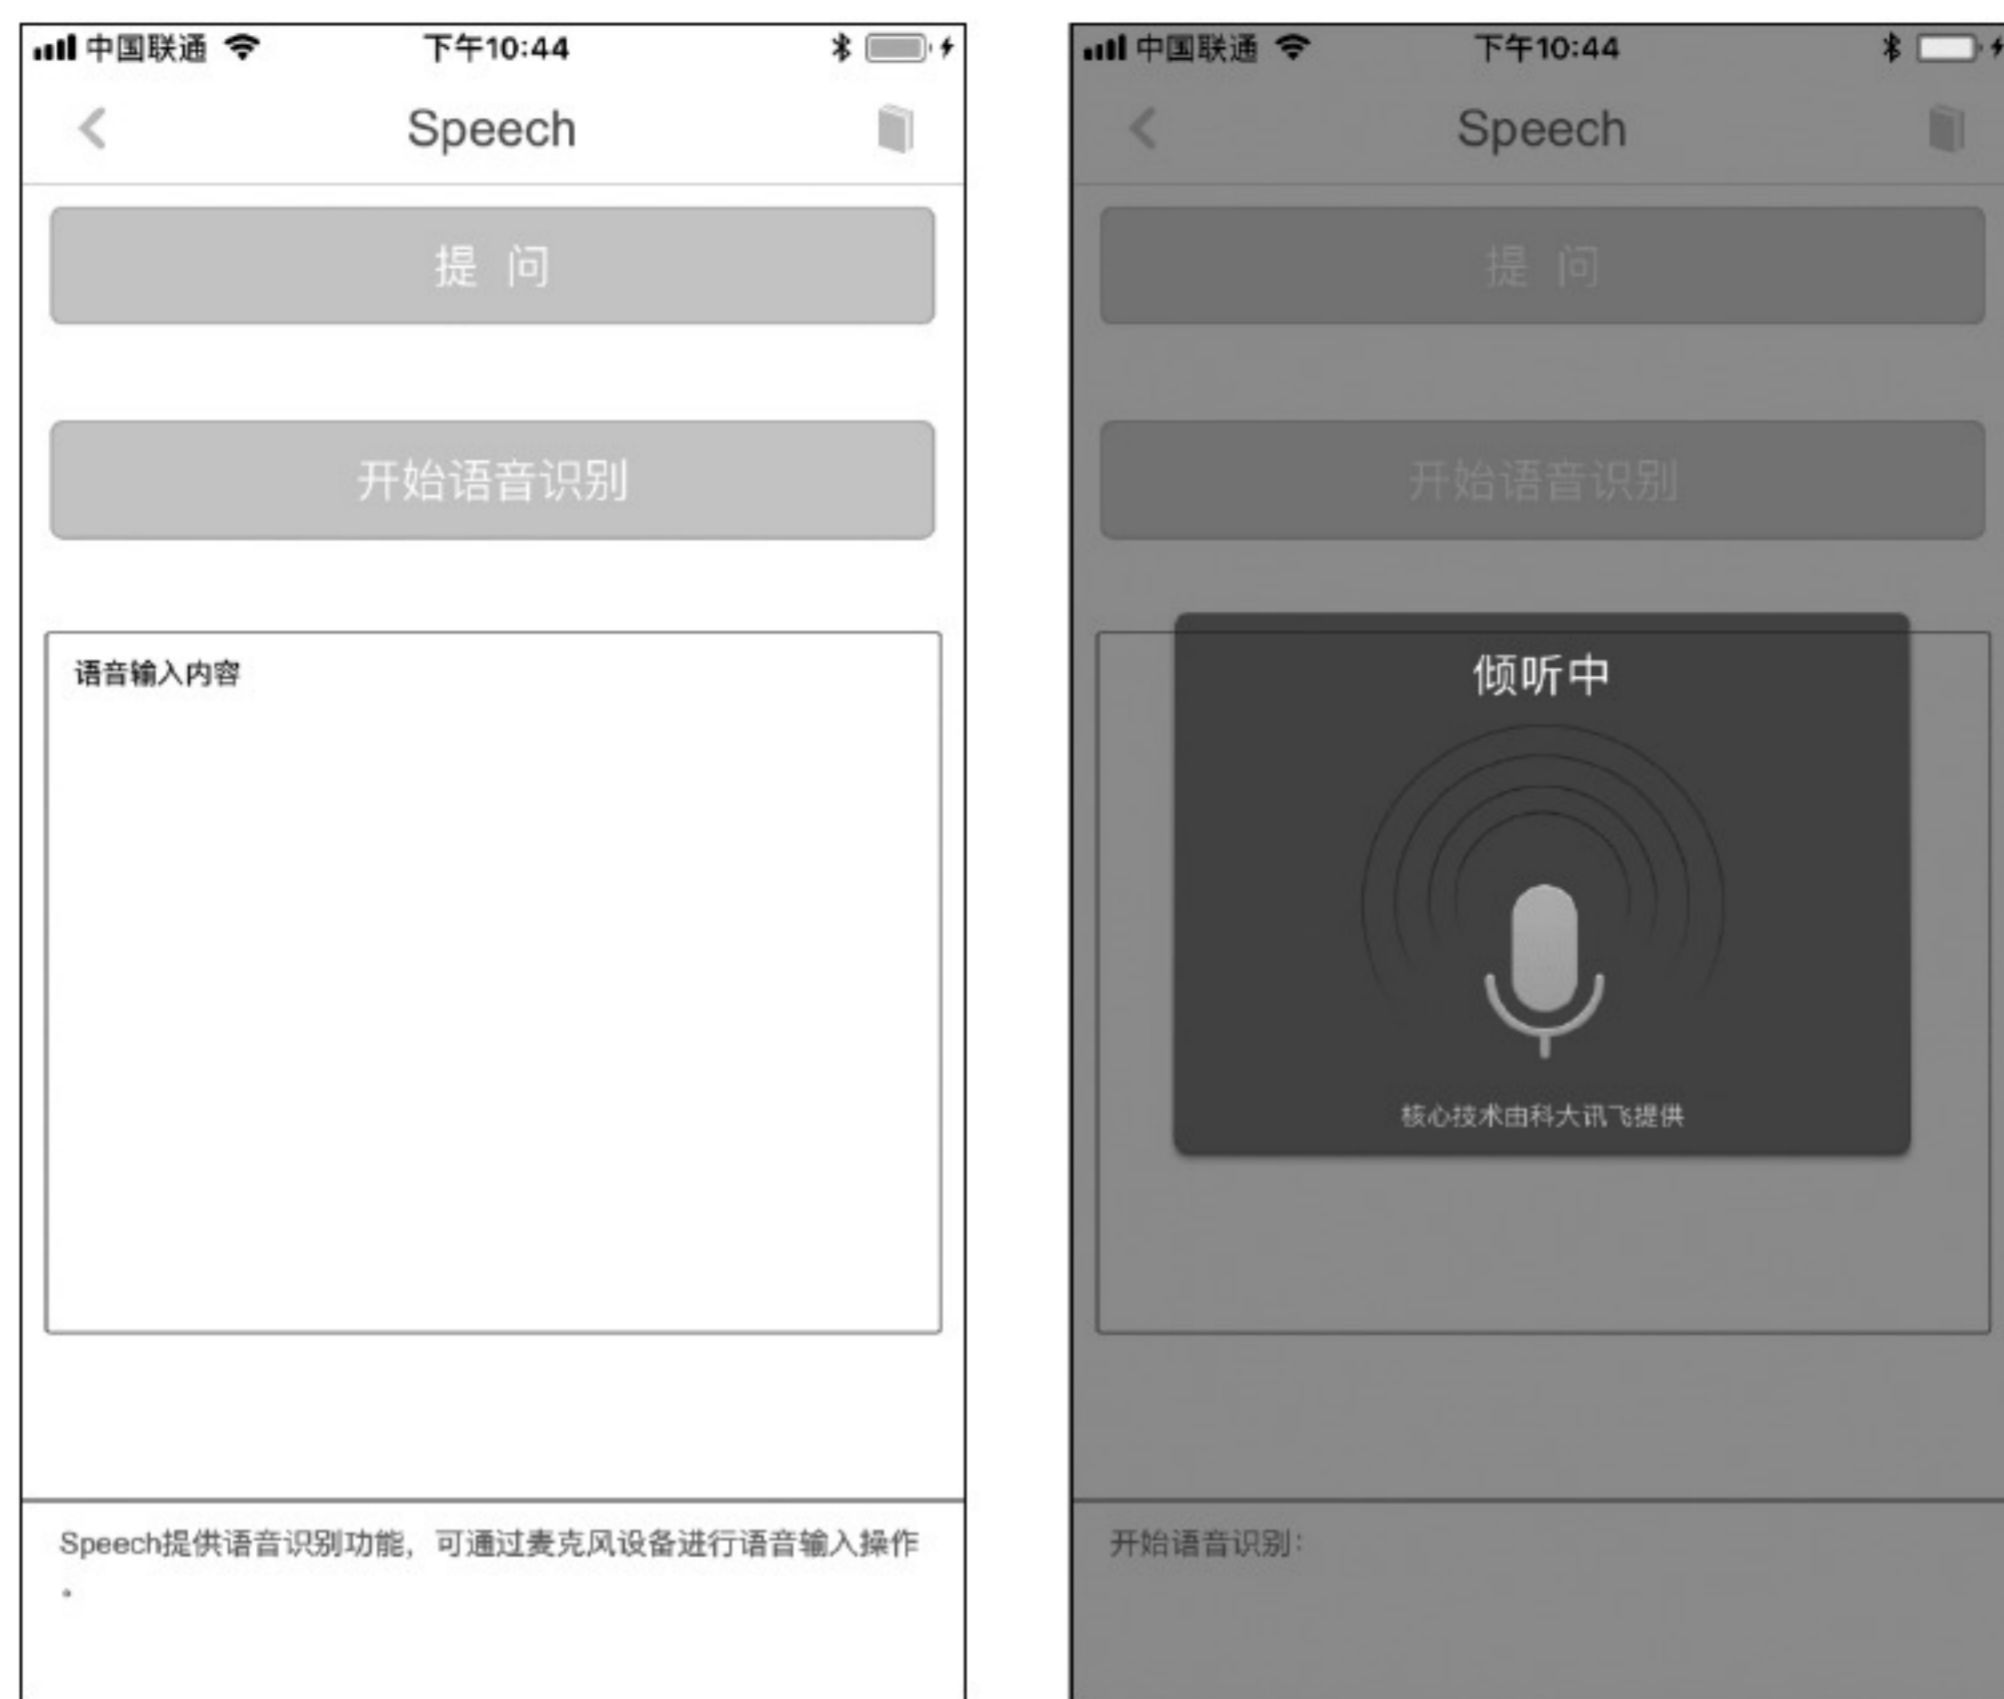 中国联通 下午10:44
Speech
提 问
开始语音识别
语音输入内容
Speech提供语音识别功能，可通过麦克风设备进行语音输入操作
。
中国联通 下午10:44
Speech
提 问
开始语音识别
倾听中
核心技术由科大讯飞提供
开始语音识别：